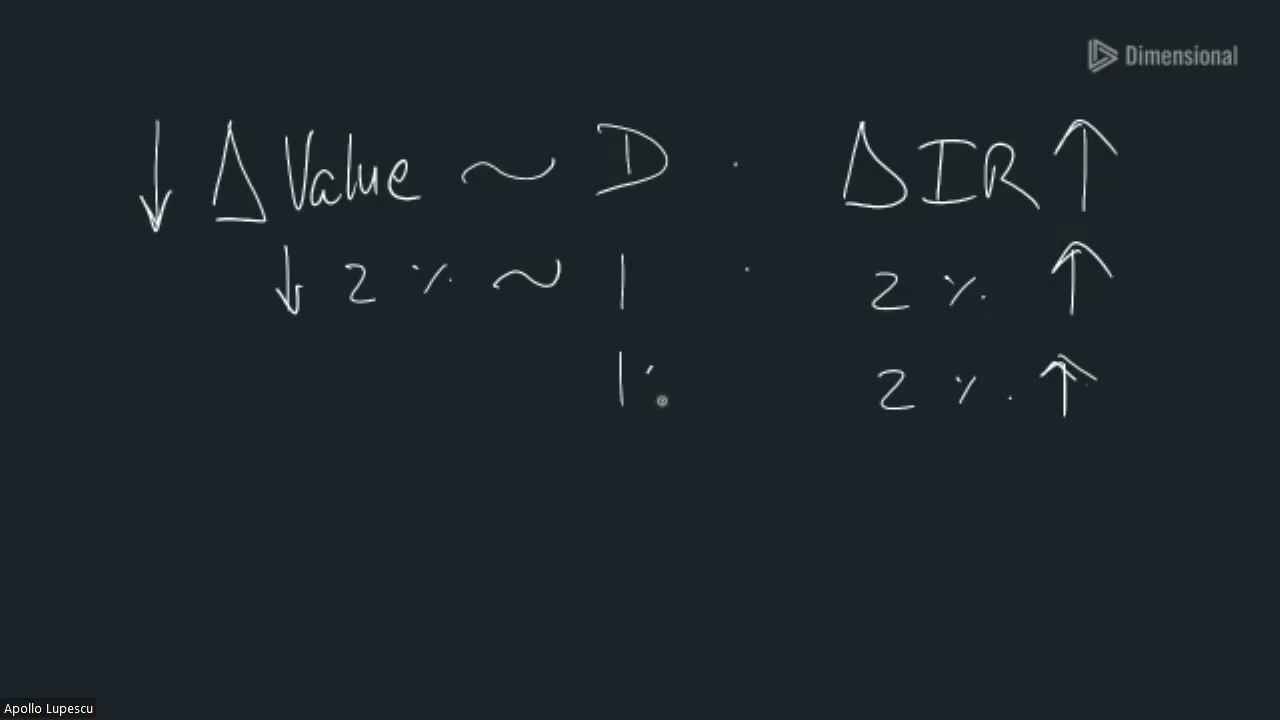 Dimensional
↓ Δ Value ~ D · Δ IR ↑
↓ 2 % ~ 1 · 2 % ↑
1 2 % ↑
Apollo Lupescu